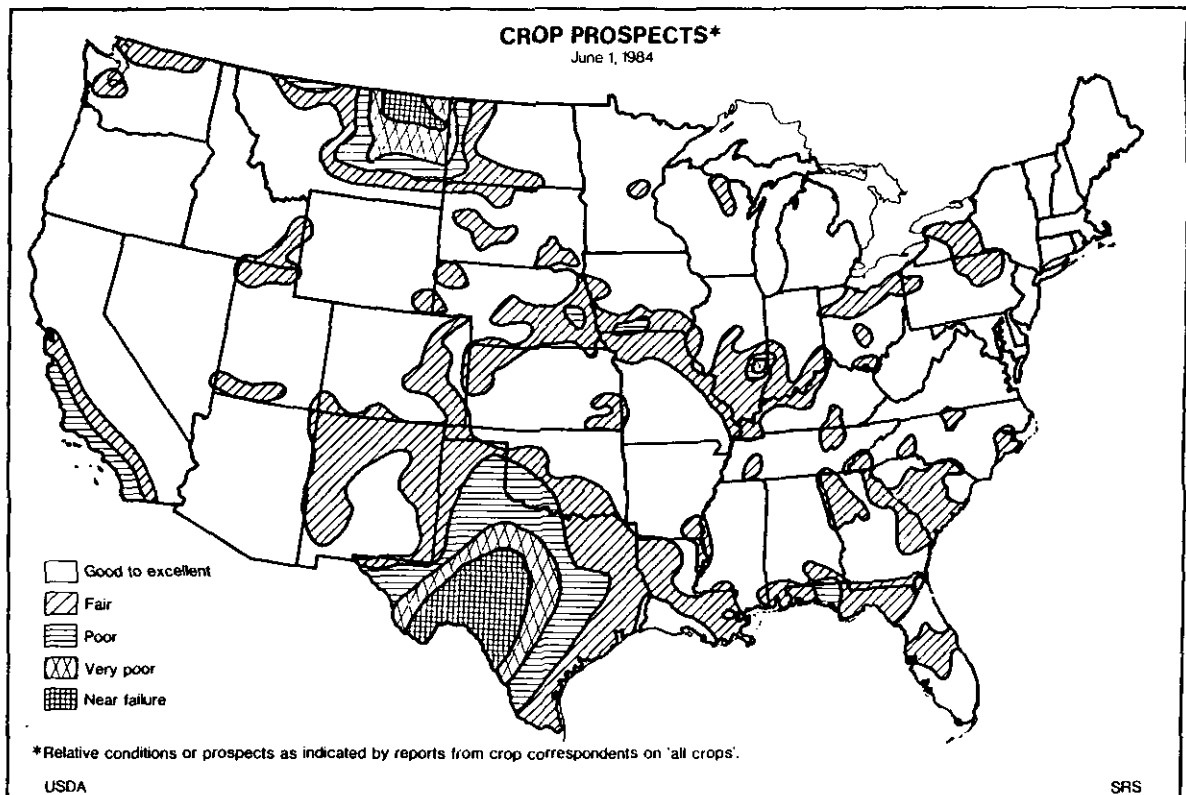 CROP PROSPECTS*
June 1, 1984
Good to excellent
Fair
Poor
Very poor
Near failure
*Relative conditions or prospects as indicated by reports from crop correspondents on 'all crops'.
USDA
SRS